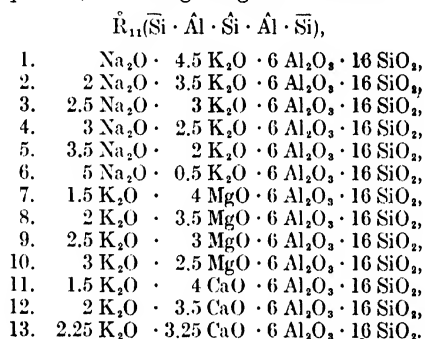 R̊₁₁(S̅i · Âl · Ŝi · Âl · S̅i),
1. Na₂O · 4.5 K₂O · 6 Al₂O₃ · 16 SiO₂,
2. 2 Na₂O · 3.5 K₂O · 6 Al₂O₃ · 16 SiO₂,
3. 2.5 Na₂O · 3 K₂O · 6 Al₂O₃ · 16 SiO₂,
4. 3 Na₂O · 2.5 K₂O · 6 Al₂O₃ · 16 SiO₂,
5. 3.5 Na₂O · 2 K₂O · 6 Al₂O₃ · 16 SiO₂,
6. 5 Na₂O · 0.5 K₂O · 6 Al₂O₃ · 16 SiO₂,
7. 1.5 K₂O · 4 MgO · 6 Al₂O₃ · 16 SiO₂,
8. 2 K₂O · 3.5 MgO · 6 Al₂O₃ · 16 SiO₂,
9. 2.5 K₂O · 3 MgO · 6 Al₂O₃ · 16 SiO₂,
10. 3 K₂O · 2.5 MgO · 6 Al₂O₃ · 16 SiO₂,
11. 1.5 K₂O · 4 CaO · 6 Al₂O₃ · 16 SiO₂,
12. 2 K₂O · 3.5 CaO · 6 Al₂O₃ · 16 SiO₂,
13. 2.25 K₂O · 3.25 CaO · 6 Al₂O₃ · 16 SiO₂.